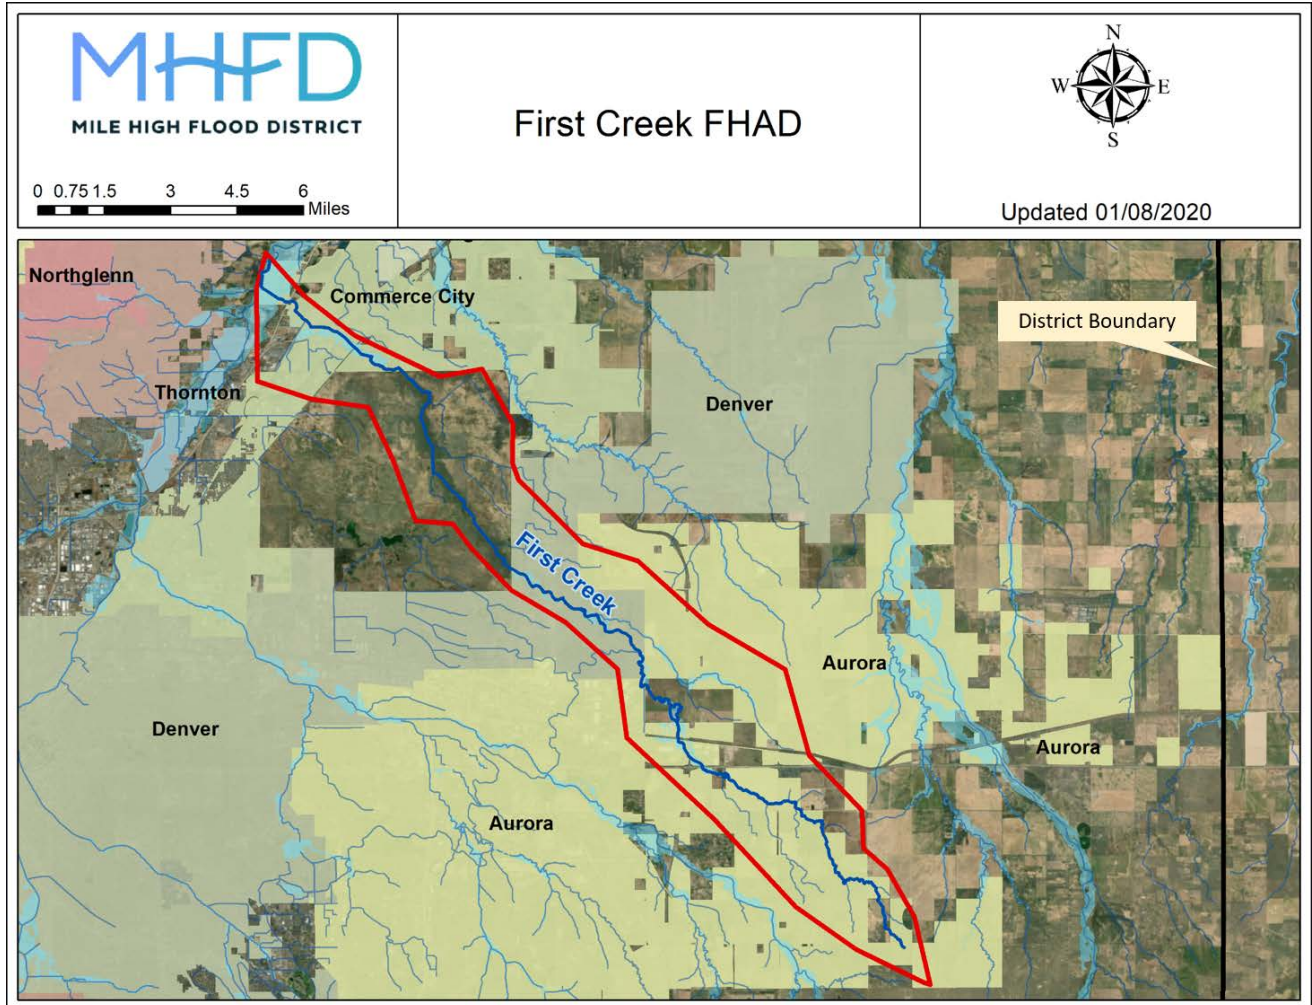 MHFD
MILE HIGH FLOOD DISTRICT
0 0.75 1.5 3 4.5 6
Miles
First Creek FHAD
N
W E
S
Updated 01/08/2020
Northglenn
Commerce City
District Boundary
Thornton
Denver
First Creek
Aurora
Denver
Aurora
Aurora